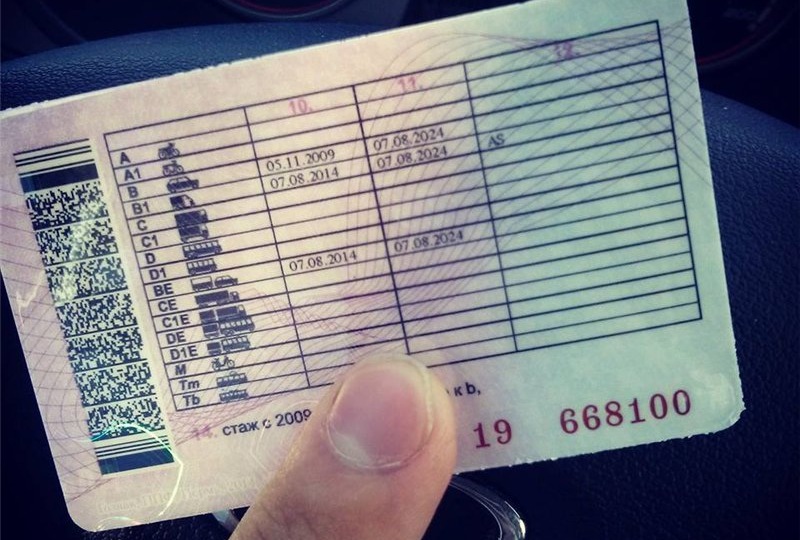 10. 11. 12.
A
A1
B 05.11.2009 07.08.2024
B1 07.08.2014 07.08.2024 AS
C
C1
D
D1
BE 07.08.2014 07.08.2024
CE
C1E
DE
D1E
M
Tm
Tb
14. стаж с 2009 к b,
19 668100